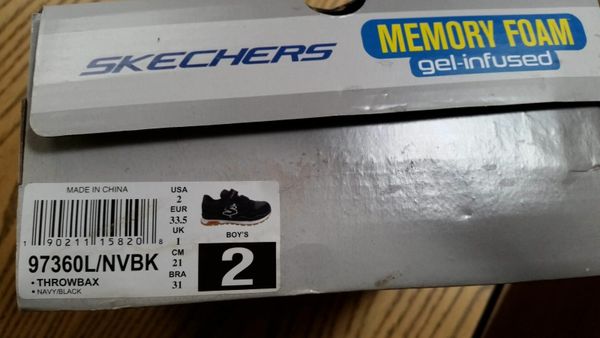 SKECHERS
MEMORY FOAM
gel-infused
MADE IN CHINA
1 90211 15820 8
97360L/NVBK
• THROWBAX
• NAVY/BLACK
USA
2
EUR
33.5
UK
1
CM
21
BRA
31
BOY'S
2